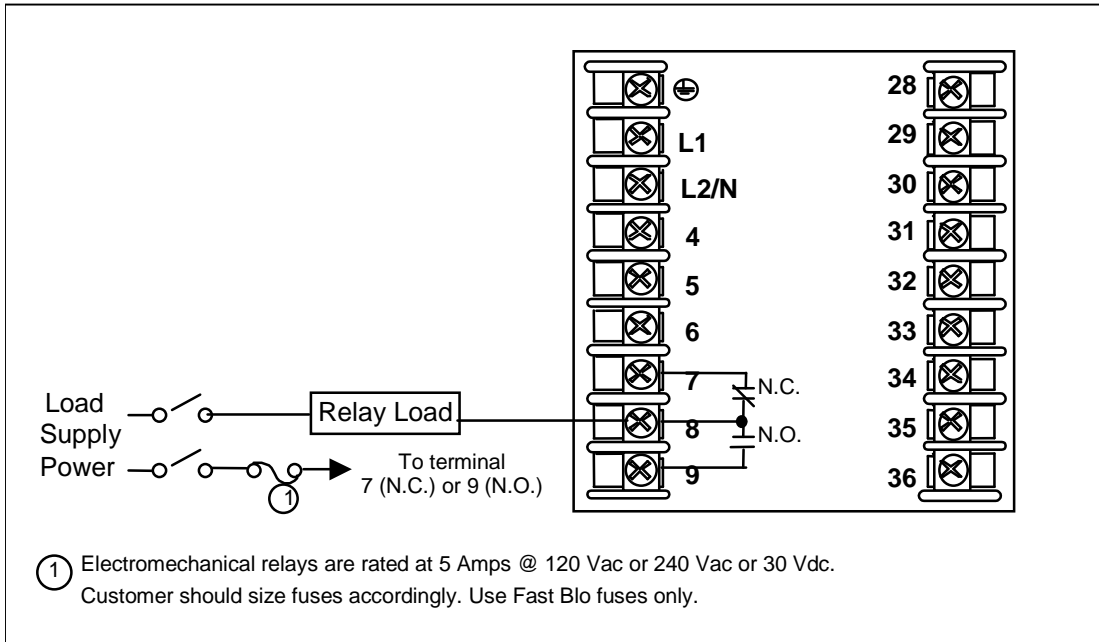 28
L1
29
L2/N
30
4
31
5
32
6
33
7
N.C.
34
Load
Supply
Power
Relay Load
8
N.O.
35
To terminal
7 (N.C.) or 9 (N.O.)
9
36
1
1 Electromechanical relays are rated at 5 Amps @ 120 Vac or 240 Vac or 30 Vdc.
Customer should size fuses accordingly. Use Fast Blo fuses only.